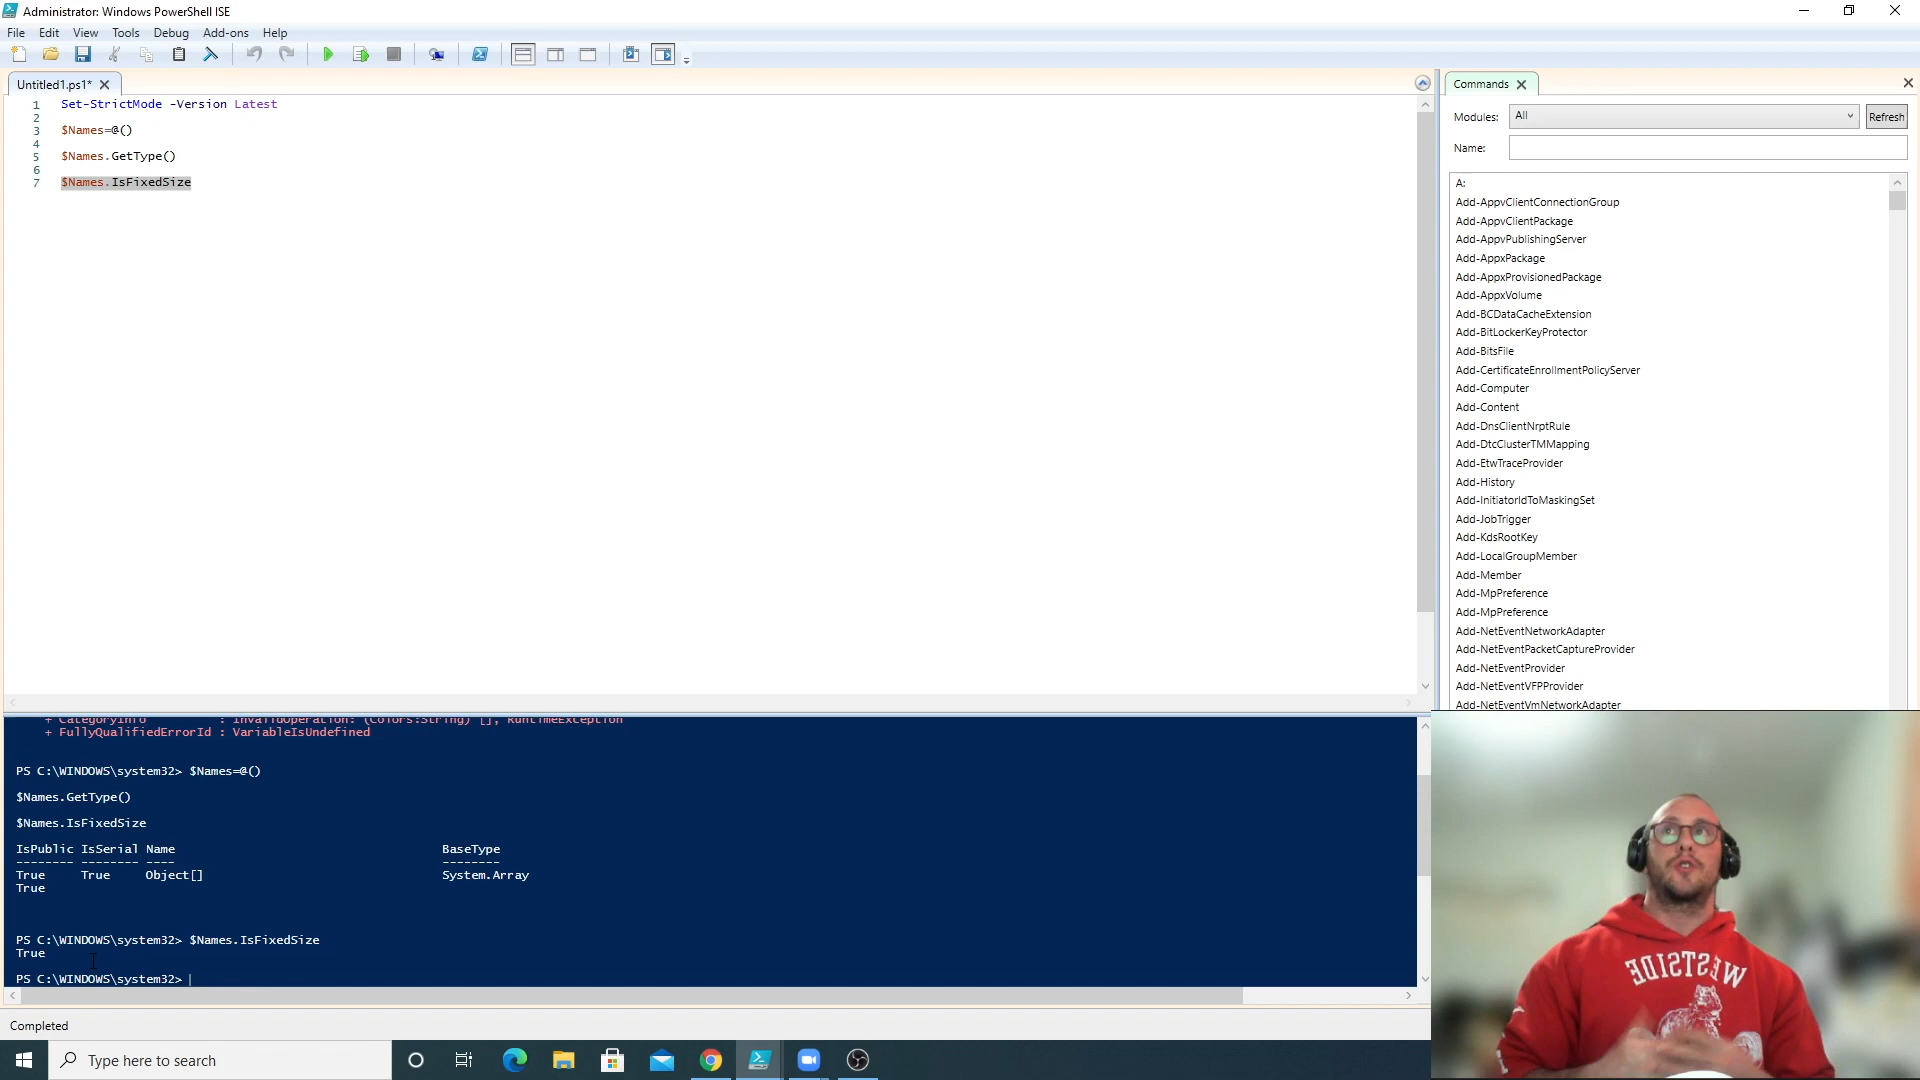 Administrator: Windows PowerShell ISE
File Edit View Tools Debug Add-ons Help
Untitled1.ps1*
1 Set-StrictMode -Version Latest
2
3 $Names=@()
4
5 $Names.GetType()
6
7 $Names.IsFixedSize
Commands
Modules: All Refresh
Name:
A:
Add-AppvClientConnectionGroup
Add-AppvClientPackage
Add-AppvPublishingServer
Add-AppxPackage
Add-AppxProvisionedPackage
Add-AppxVolume
Add-BCDataCacheExtension
Add-BitLockerKeyProtector
Add-BitsFile
Add-CertificateEnrollmentPolicyServer
Add-Computer
Add-Content
Add-DnsClientNrptRule
Add-DtcClusterTMMapping
Add-EtwTraceProvider
Add-History
Add-InitiatorIdToMaskingSet
Add-JobTrigger
Add-KdsRootKey
Add-LocalGroupMember
Add-Member
Add-MpPreference
Add-MpPreference
Add-NetEventNetworkAdapter
Add-NetEventPacketCaptureProvider
Add-NetEventProvider
Add-NetEventVFPProvider
Add-NetEventVmNetworkAdapter
+ CategoryInfo : InvalidOperation: (Colors:String) [], RuntimeException
+ FullyQualifiedErrorId : VariableIsUndefined
PS C:\WINDOWS\system32> $Names=@()
$Names.GetType()
$Names.IsFixedSize
IsPublic IsSerial Name BaseType
-------- -------- ---- --------
True True Object[] System.Array
True
PS C:\WINDOWS\system32> $Names.IsFixedSize
True
PS C:\WINDOWS\system32>
Completed
Type here to search
WESTSIDE